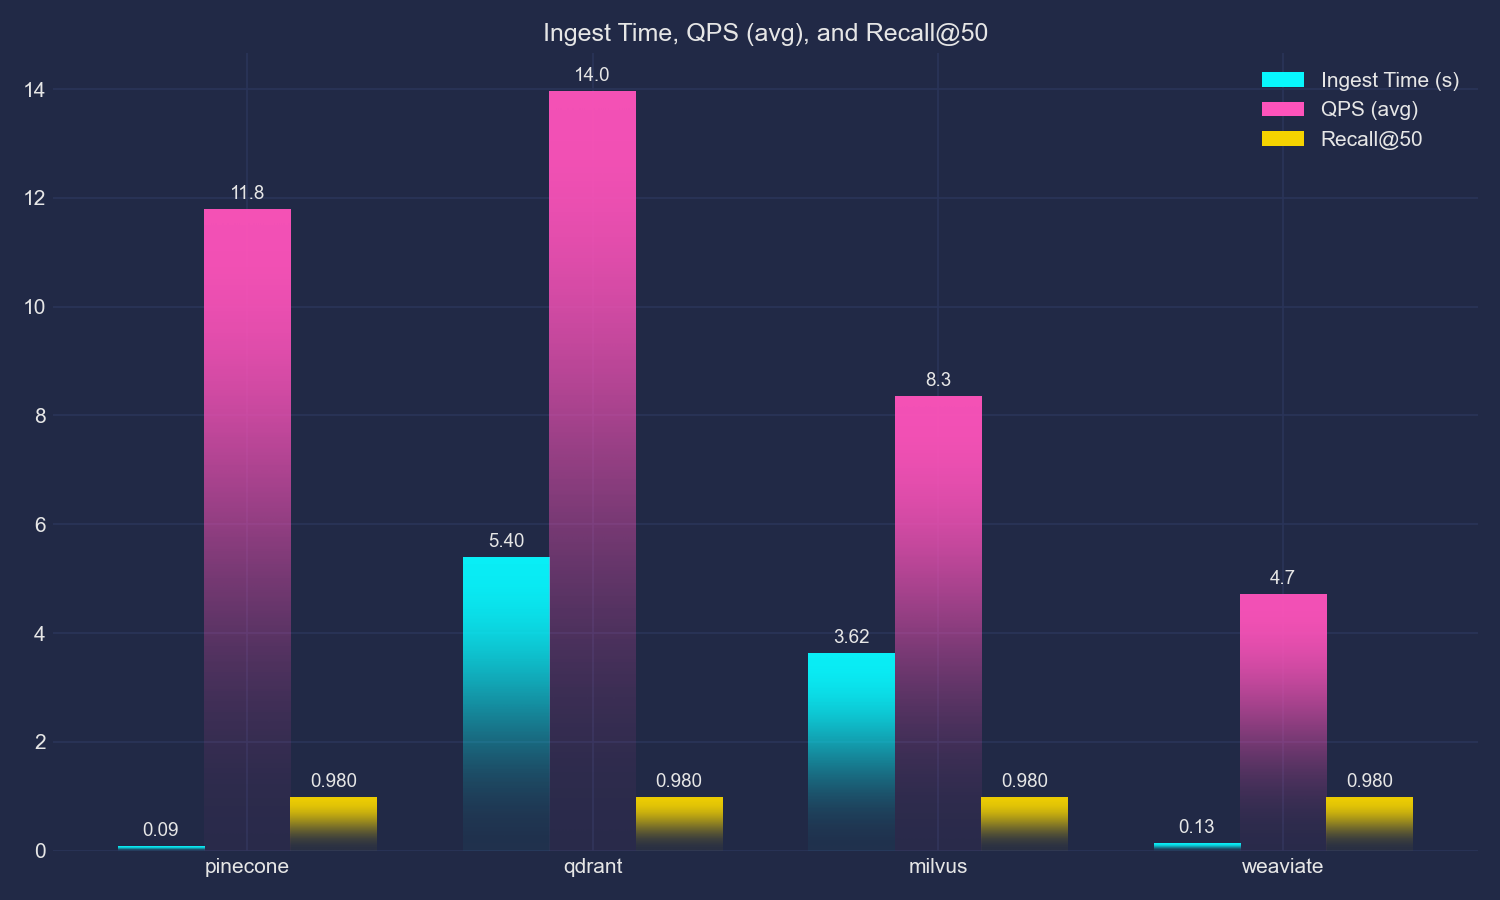 Ingest Time, QPS (avg), and Recall@50
Ingest Time (s)
QPS (avg)
Recall@50
14
12
10
8
6
4
2
0
0.09
11.8
0.980
5.40
14.0
0.980
3.62
8.3
0.980
0.13
4.7
0.980
pinecone
qdrant
milvus
weaviate